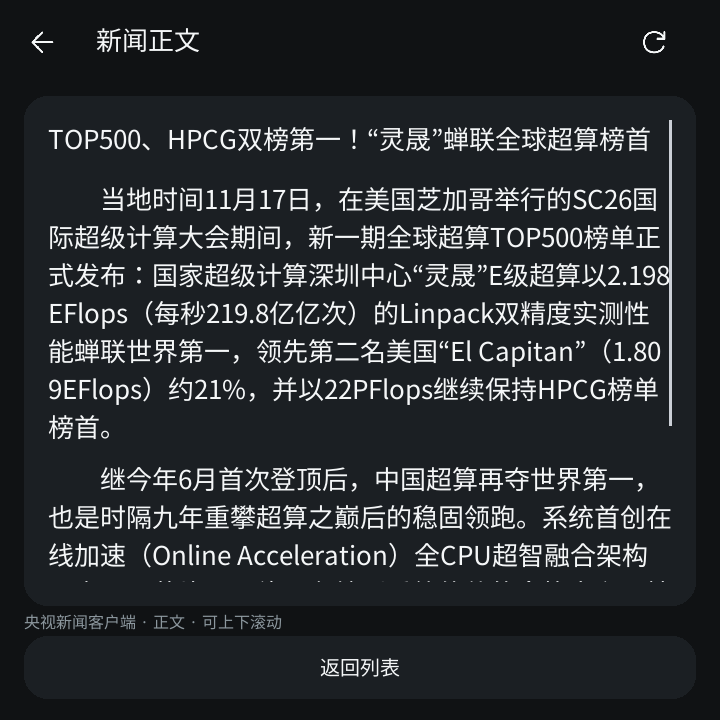 新闻正文
TOP500、HPCG双榜第一！“灵晟”蝉联全球超算榜首
当地时间11月17日，在美国芝加哥举行的SC26国
际超级计算大会期间，新一期全球超算TOP500榜单正
式发布：国家超级计算深圳中心“灵晟”E级超算以2.198
EFlops（每秒219.8亿亿次）的Linpack双精度实测性
能蝉联世界第一，领先第二名美国“El Capitan”（1.80
9EFlops）约21%，并以22PFlops继续保持HPCG榜单
榜首。
继今年6月首次登顶后，中国超算再夺世界第一，
也是时隔九年重攀超算之巅后的稳固领跑。系统首创在
线加速（Online Acceleration）全CPU超智融合架构
央视新闻客户端 · 正文 · 可上下滚动
返回列表